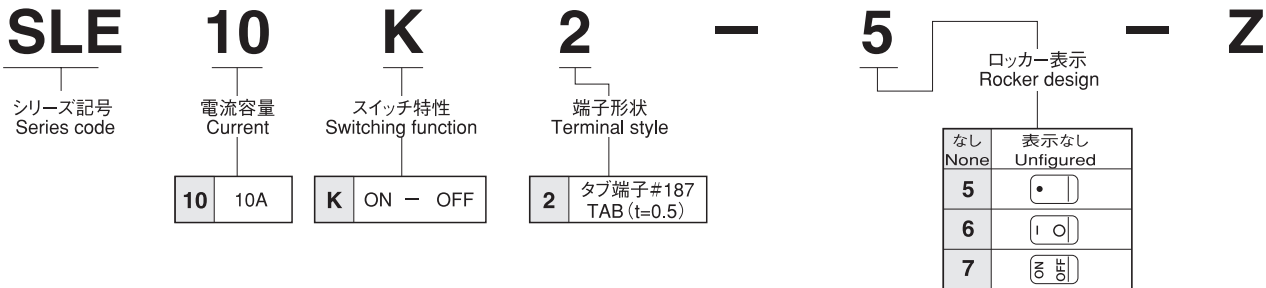 SLE 10 K 2 - 5 - Z
シリーズ記号
Series code
電流容量
Current
10 10A
スイッチ特性
Switching function
K ON - OFF
端子形状
Terminal style
2 タブ端子#187
TAB(t=0.5)
ロッカー表示
Rocker design
なし 表示なし
None Unfigured
5 •
6 I O
7 ON OFF